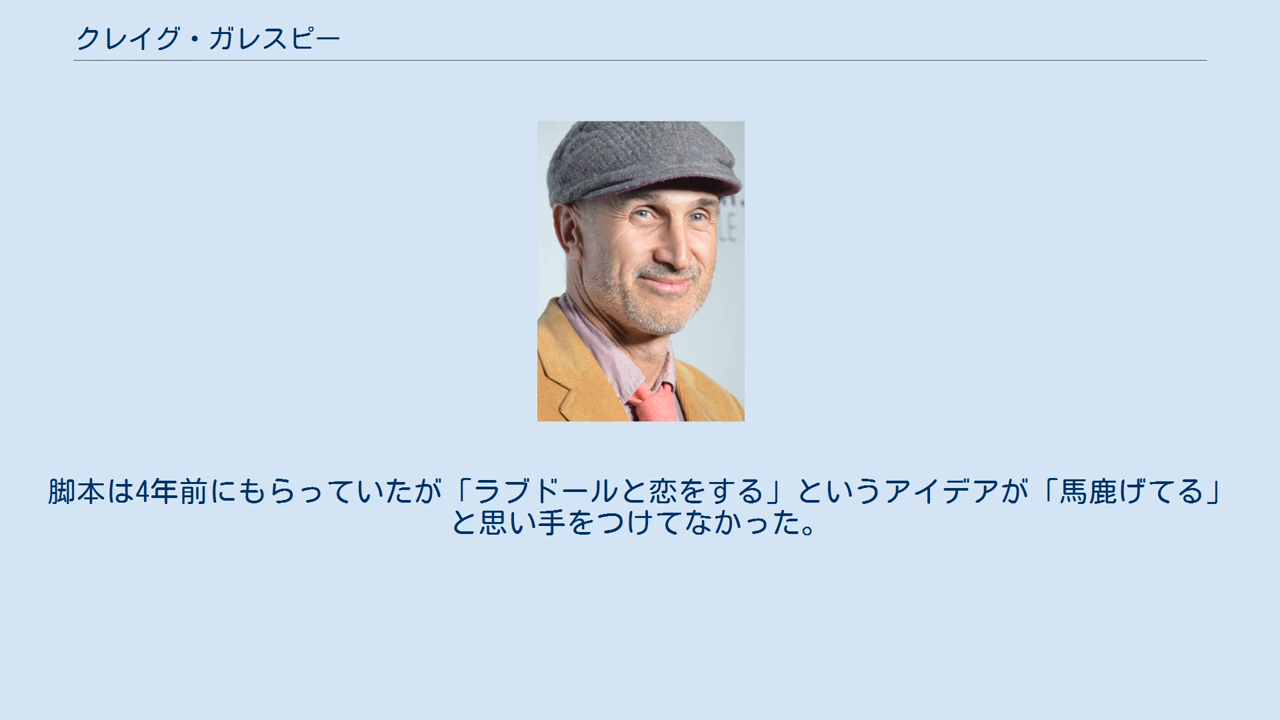 クレイグ・ガレスピー
脚本は4年前にもらっていたが「ラブドールと恋をする」というアイデアが「馬鹿げてる」
と思い手をつけてなかった。